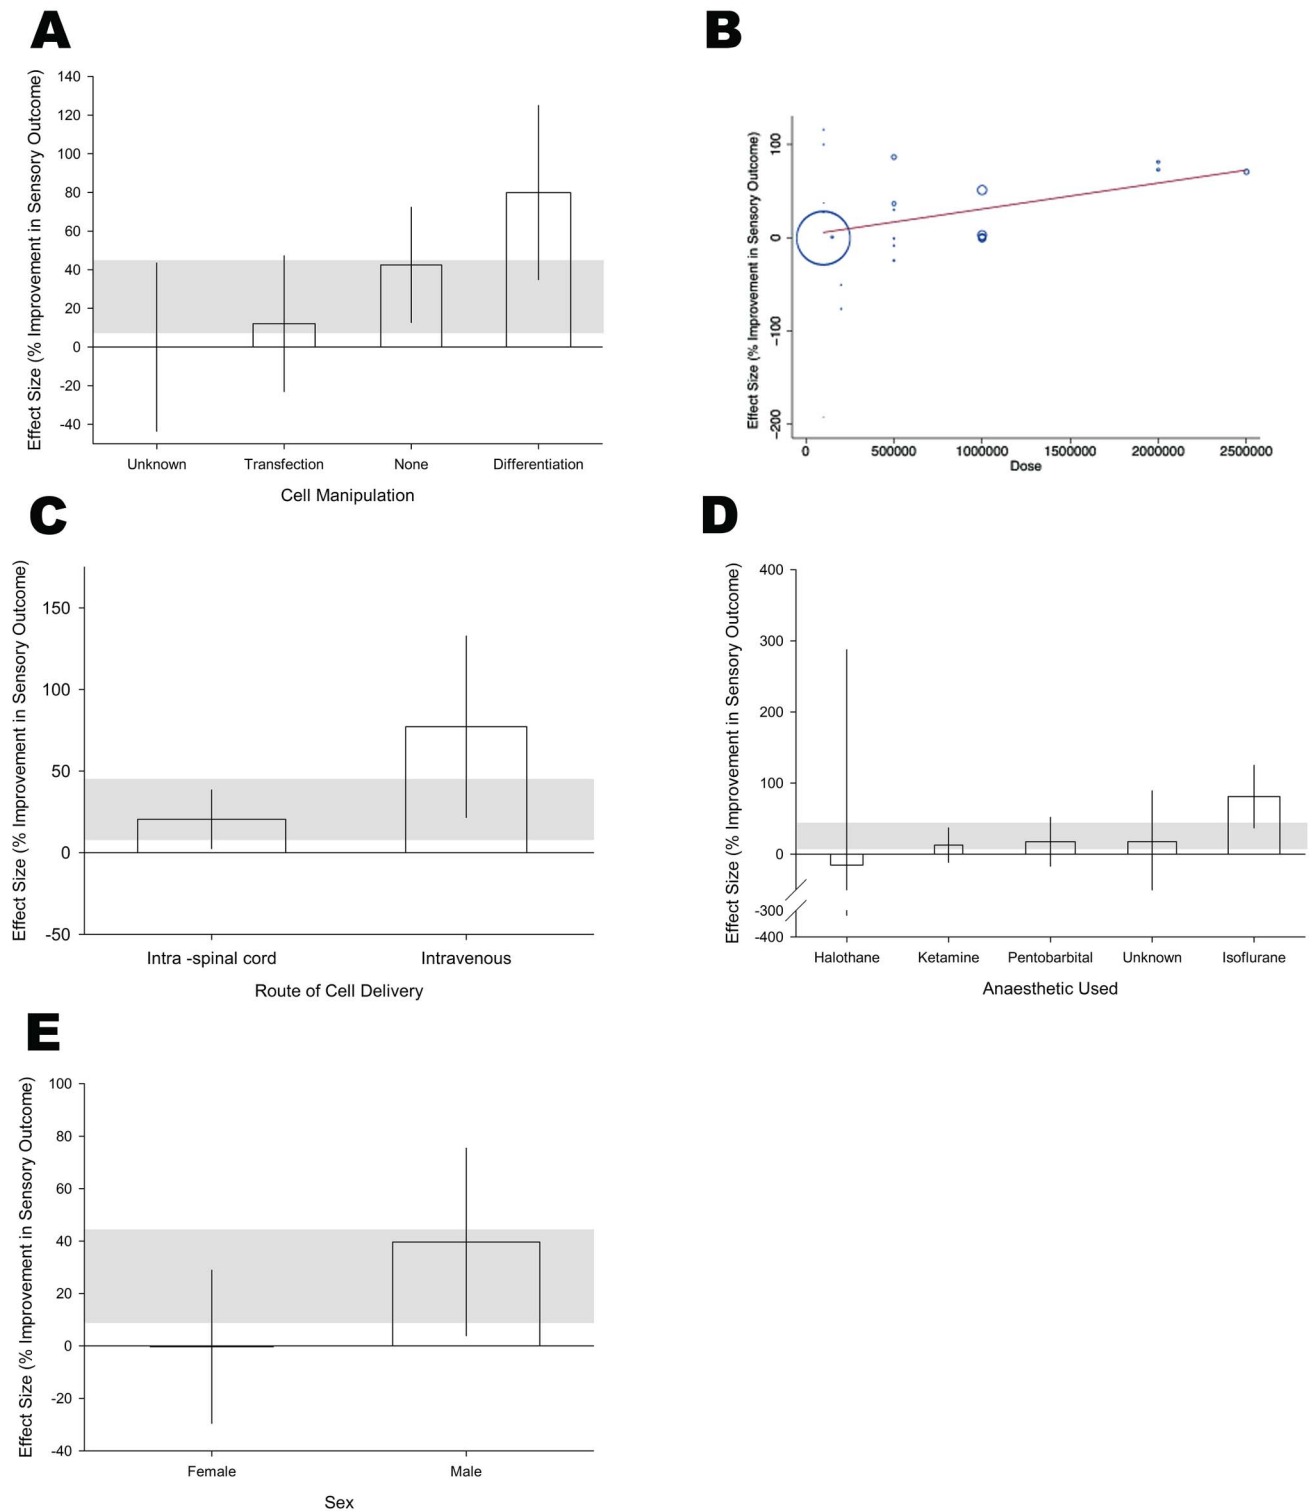 A
Effect Size (% Improvement in Sensory Outcome)
140
120
100
80
60
40
20
0
-20
-40
Unknown Transfection None Differentiation
Cell Manipulation
B
Effect Size (% Improvement in Sensory Outcome)
100
0
-100
-200
0 500000 1000000 1500000 2000000 2500000
Dose
C
Effect Size (% Improvement in Sensory Outcome)
150
100
50
0
-50
Intra -spinal cord Intravenous
Route of Cell Delivery
D
Effect Size (% Improvement in Sensory Outcome)
400
300
200
100
0
-300
-400
Halothane Ketamine Pentobarbital Unknown Isoflurane
Anaesthetic Used
E
Effect Size (% Improvement in Sensory Outcome)
100
80
60
40
20
0
-20
-40
Female Male
Sex